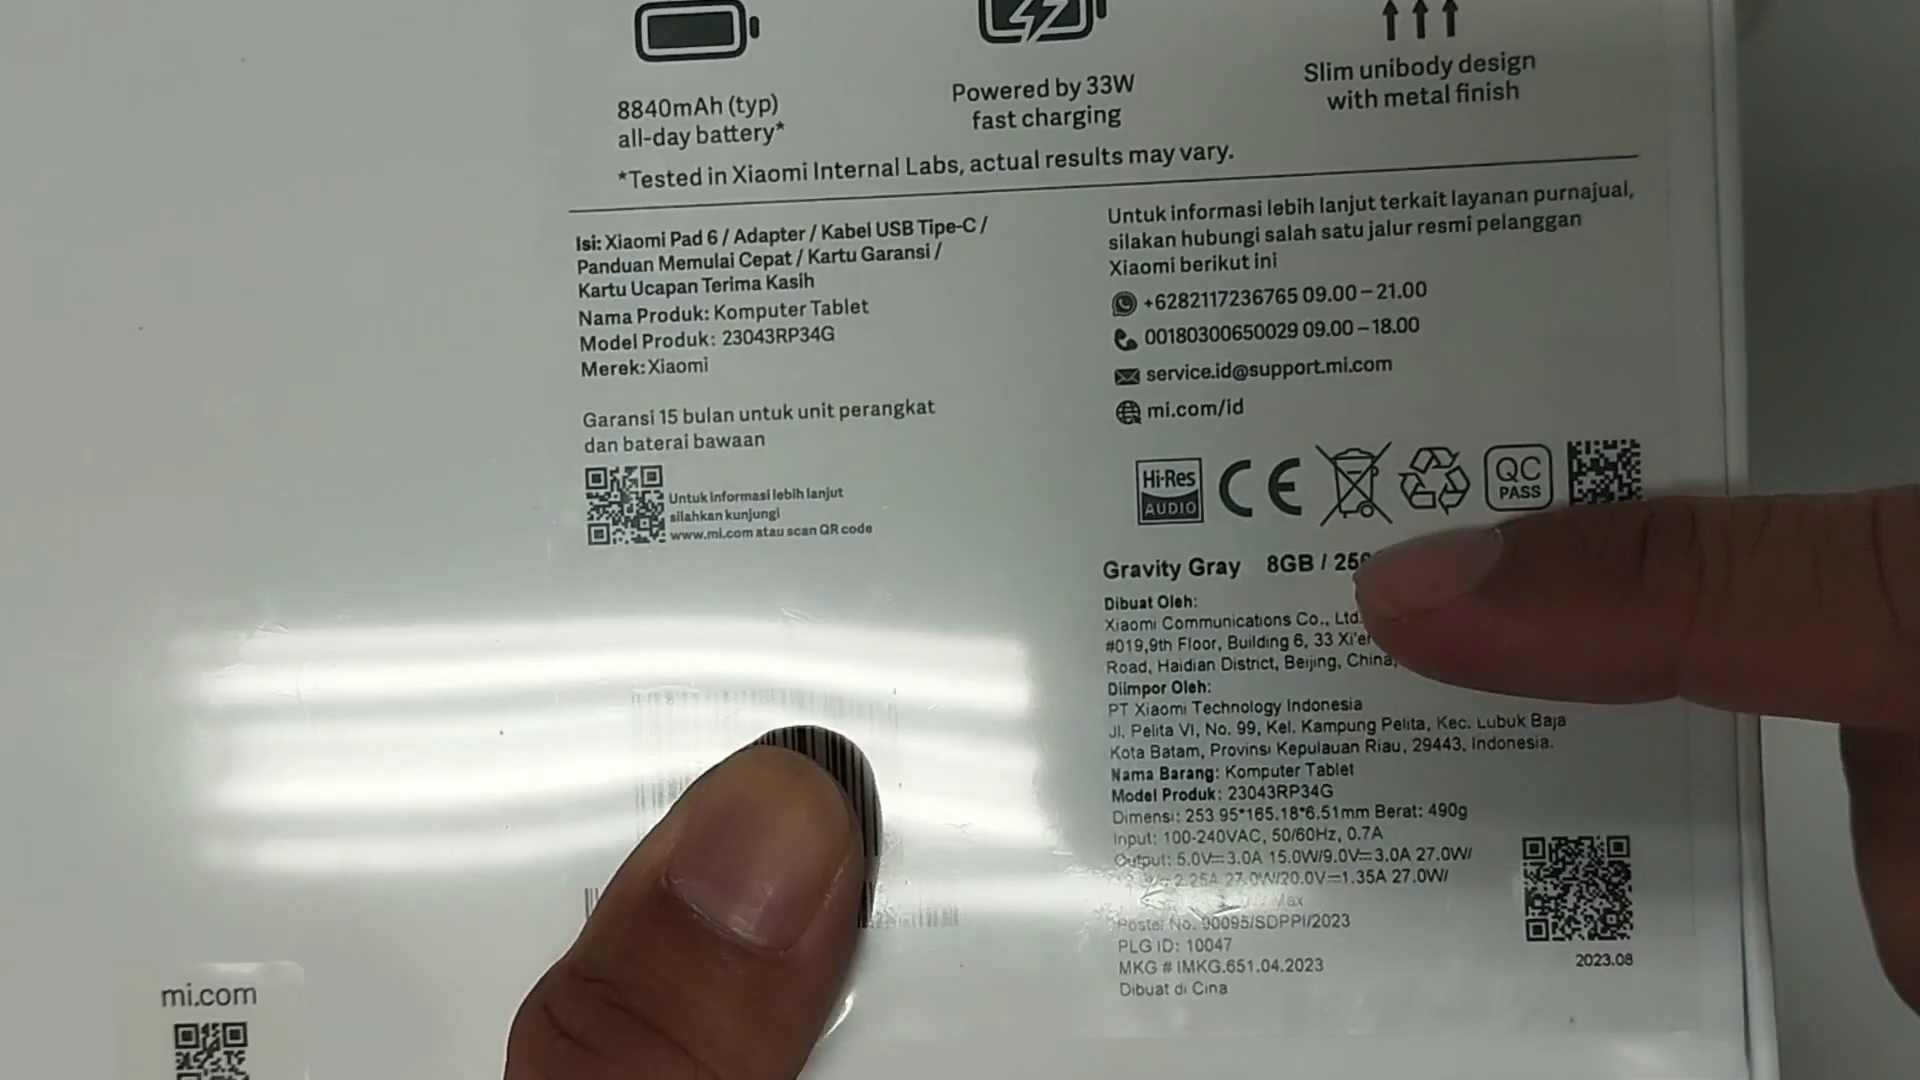 8840mAh (typ)
all-day battery*
Powered by 33W
fast charging
Slim unibody design
with metal finish
*Tested in Xiaomi Internal Labs, actual results may vary.
Isi: Xiaomi Pad 6 / Adapter / Kabel USB Tipe-C /
Panduan Memulai Cepat / Kartu Garansi /
Kartu Ucapan Terima Kasih
Nama Produk: Komputer Tablet
Model Produk: 23043RP34G
Merek: Xiaomi
Garansi 15 bulan untuk unit perangkat
dan baterai bawaan
Untuk informasi lebih lanjut
silahkan kunjungi
www.mi.com atau scan QR code
mi.com
Untuk informasi lebih lanjut terkait layanan purnajual,
silakan hubungi salah satu jalur resmi pelanggan
Xiaomi berikut ini
+6282117236765 09.00 – 21.00
00180300650029 09.00 – 18.00
service.id@support.mi.com
mi.com/id
Hi-Res
AUDIO
CE
QC
PASS
Gravity Gray 8GB /
Dibuat Oleh:
Xiaomi Communications Co., Ltd.
#019,9th Floor, Building 6, 33
Road, Haidian District, Beijing, China,
Diimpor Oleh:
PT Xiaomi Technology Indonesia
Jl. Pelita VI, No. 99, Kel. Kampung Pelita, Kec. Lubuk Baja
Kota Batam, Provinsi Kepulauan Riau, 29443, Indonesia.
Nama Barang: Komputer Tablet
Model Produk: 23043RP34G
Dimensi: 253.95*165.18*6.51mm Berat: 490g
Input: 100-240VAC, 50/60Hz, 0.7A
Output: 5.0V⎓3.0A 15.0W/9.0V⎓3.0A 27.0W/
2.25A 27.0W/20.0V⎓1.35A 27.0W/
Max
Postel No. 90095/SDPPI/2023
PLG ID: 10047
MKG # IMKG.651.04.2023
Dibuat di Cina
2023.08